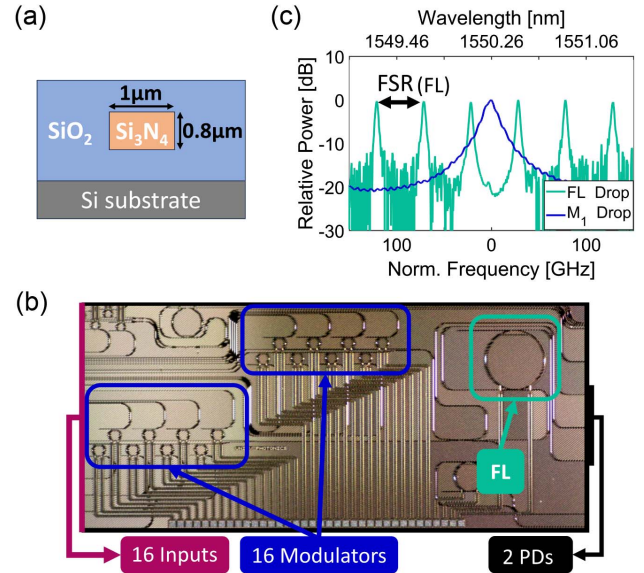 (a)
1μm
SiO2
Si3N4
0.8μm
Si substrate
(c)
Wavelength [nm]
1549.46 1550.26 1551.06
Relative Power [dB]
10
0
-10
-20
-30
FSR (FL)
FL Drop
M1 Drop
100 0 100
Norm. Frequency [GHz]
(b)
FL
16 Inputs
16 Modulators
2 PDs